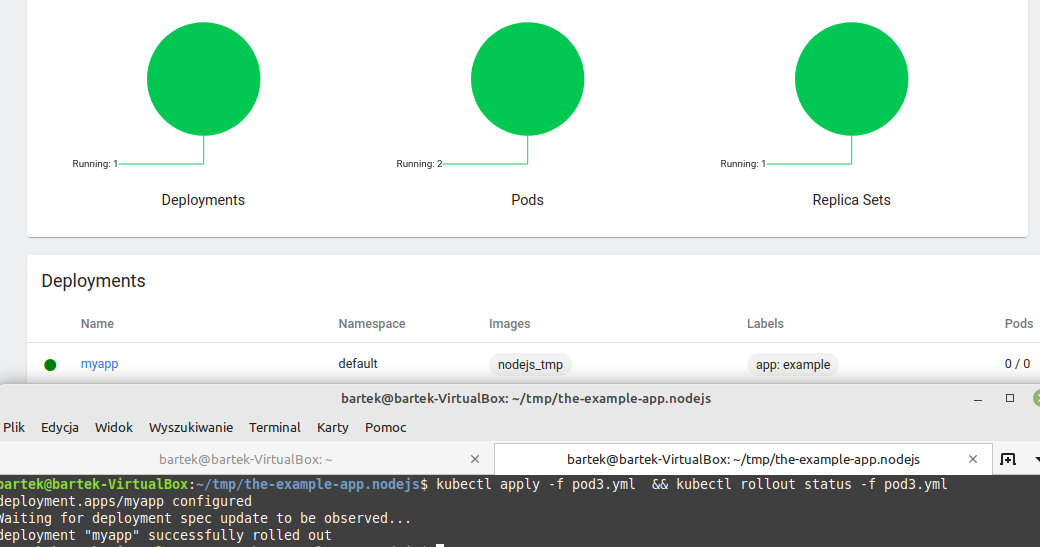 Running: 1 Running: 2 Running: 1
Deployments Pods Replica Sets
Deployments
Name Namespace Images Labels Pods
myapp default nodejs_tmp app: example 0 / 0
bartek@bartek-VirtualBox: ~/tmp/the-example-app.nodejs
Plik Edycja Widok Wyszukiwanie Terminal Karty Pomoc
bartek@bartek-VirtualBox: ~ × bartek@bartek-VirtualBox: ~/tmp/the-example-app.nodejs ×
bartek@bartek-VirtualBox:~/tmp/the-example-app.nodejs$ kubectl apply -f pod3.yml && kubectl rollout status -f pod3.yml
deployment.apps/myapp configured
Waiting for deployment spec update to be observed...
deployment "myapp" successfully rolled out